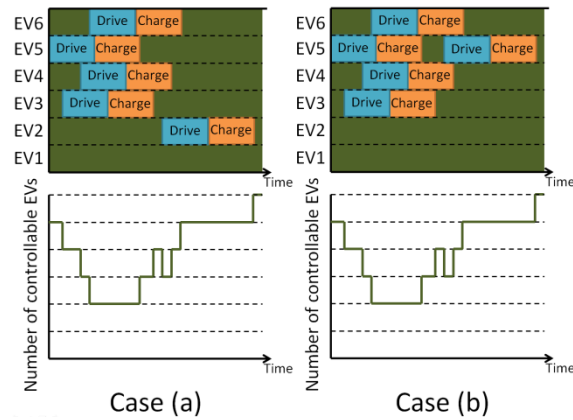 EV6 Drive Charge
EV5 Drive Charge
EV4 Drive Charge
EV3 Drive Charge
EV2 Drive Charge
EV1
Time
Number of controllable EVs
Time
Case (a)
EV6 Drive Charge
EV5 Drive Charge Drive Charge
EV4 Drive Charge
EV3 Drive Charge
EV2
EV1
Time
Number of controllable EVs
Time
Case (b)